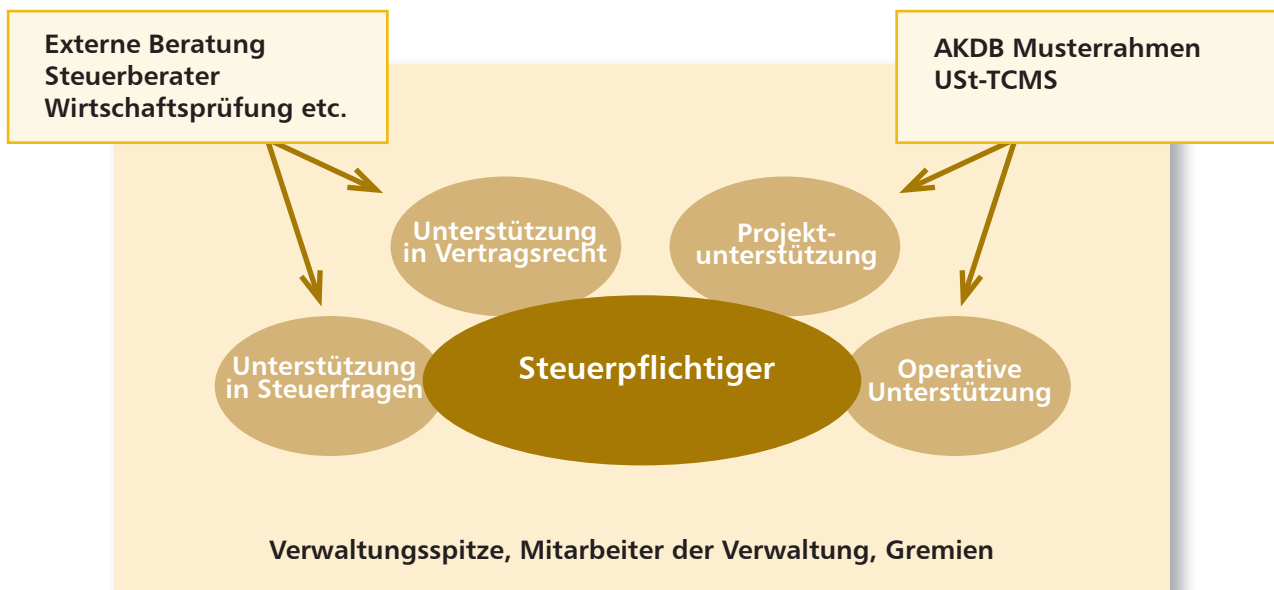 Externe Beratung
Steuerberater
Wirtschaftsprüfung etc.
AKDB Musterrahmen
USt-TCMS
Unterstützung
in Vertragsrecht
Projekt-
unterstützung
Unterstützung
in Steuerfragen
Steuerpflichtiger
Operative
Unterstützung
Verwaltungsspitze, Mitarbeiter der Verwaltung, Gremien